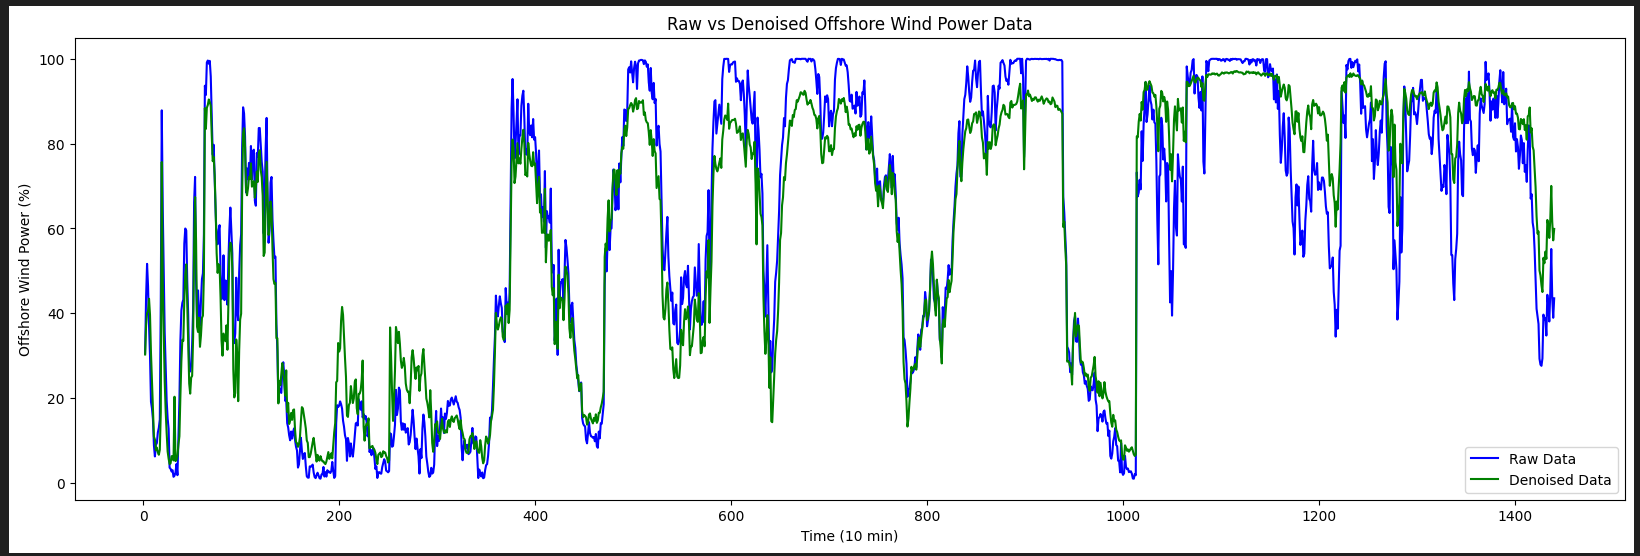 Raw vs Denoised Offshore Wind Power Data
100
80
60
40
20
0
Offshore Wind Power (%)
0 200 400 600 800 1000 1200 1400
Time (10 min)
Raw Data
Denoised Data